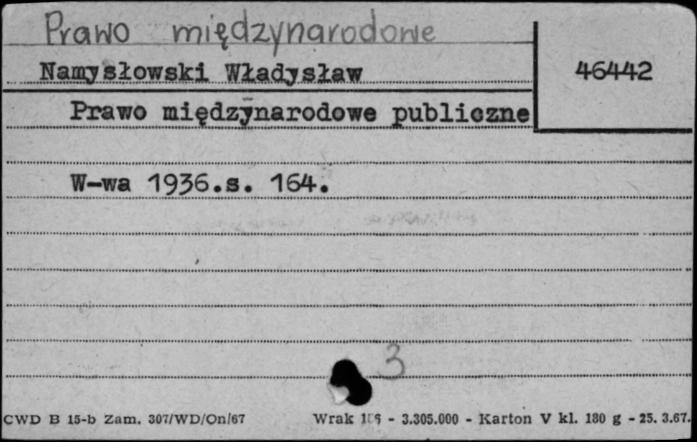 Prawo międzynarodowe
Namysłowski Władysław
46442
Prawo międzynarodowe publiczne
W-wa 1936.s. 164.
3
CWD B 15-b Zam. 307/WD/On/67 Wrak - 3.305.000 - Karton V kl. 180 g - 25. 3.67.